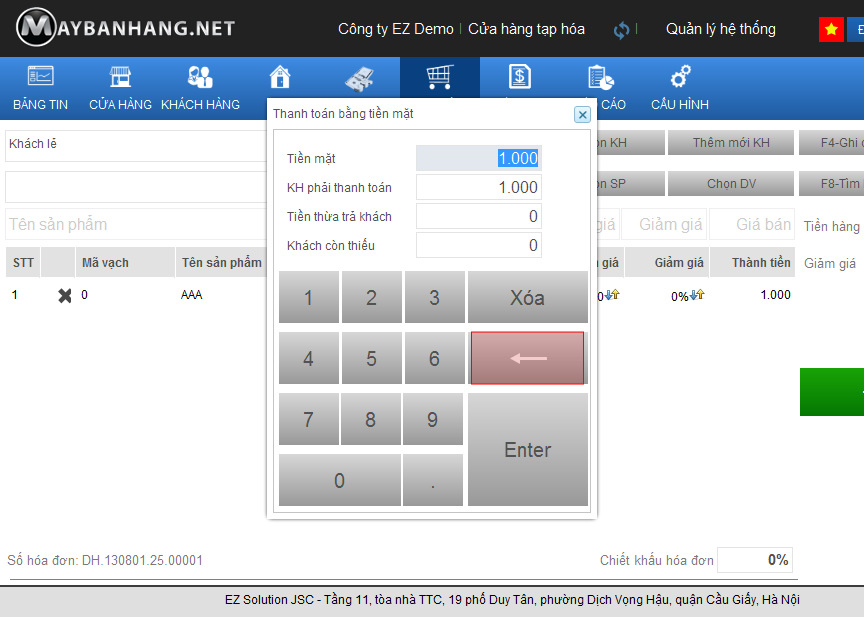 MAYBANHANG.NET
Công ty EZ Demo | Cửa hàng tạp hóa | Quản lý hệ thống
BẢNG TIN CỬA HÀNG KHÁCH HÀNG CÁO CẤU HÌNH
Thanh toán bằng tiền mặt
Khách lẻ
KH Thêm mới KH F4-Ghi
Tiền mặt 1.000
KH phải thanh toán 1.000
SP Chọn DV F8-Tìm
Tiền thừa trả khách 0
Tên sản phẩm giá Giảm giá Giá bán Tiền hàng
Khách còn thiếu 0
STT Mã vạch Tên sản phẩm giá Giảm giá Thành tiền Giảm giá
1 0 AAA 0 0% 1.000
1 2 3 Xóa
4 5 6
7 8 9
Enter
0 .
Số hóa đơn: DH.130801.25.00001 Chiết khấu hóa đơn 0%
EZ Solution JSC - Tầng 11, tòa nhà TTC, 19 phố Duy Tân, phường Dịch Vọng Hậu, quận Cầu Giấy, Hà Nội